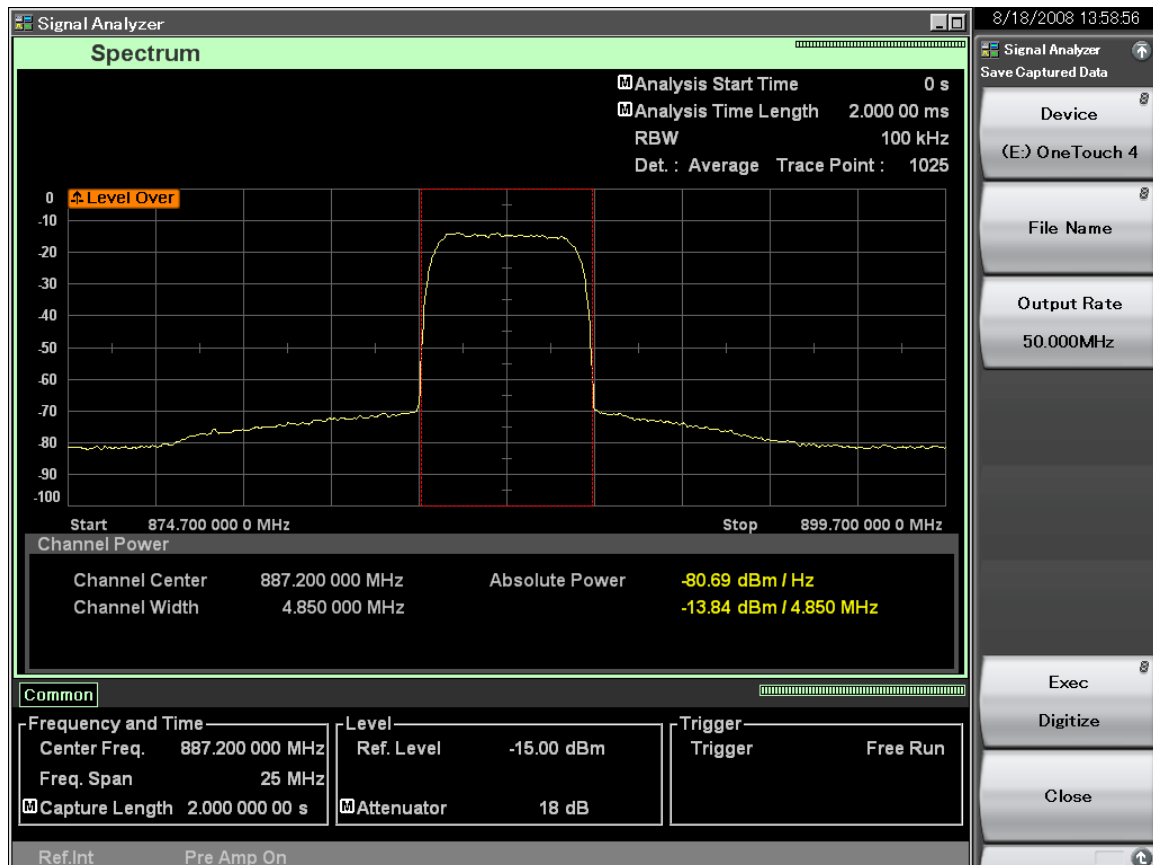 Signal Analyzer
8/18/2008 13:58:56
Spectrum
M Analysis Start Time 0 s
M Analysis Time Length 2.000 00 ms
RBW 100 kHz
Det. : Average Trace Point : 1025
Level Over
0
-10
-20
-30
-40
-50
-60
-70
-80
-90
-100
Start 874.700 000 0 MHz Stop 899.700 000 0 MHz
Channel Power
Channel Center 887.200 000 MHz Absolute Power -80.69 dBm / Hz
Channel Width 4.850 000 MHz -13.84 dBm / 4.850 MHz
Common
Frequency and Time
Center Freq. 887.200 000 MHz
Freq. Span 25 MHz
M Capture Length 2.000 000 00 s
Level
Ref. Level -15.00 dBm
M Attenuator 18 dB
Trigger
Trigger Free Run
Ref.Int Pre Amp On
Signal Analyzer
Save Captured Data
Device
(E:) OneTouch 4
File Name
Output Rate
50.000MHz
Exec
Digitize
Close